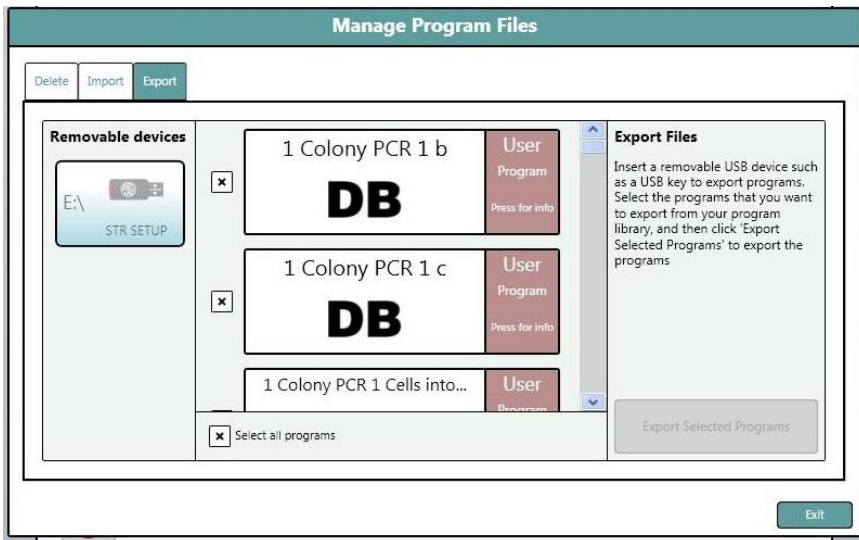 Manage Program Files
Delete
Import
Export
Removable devices
E:\
STR SETUP
1 Colony PCR 1 b
DB
User
Program
Press for info
1 Colony PCR 1 c
DB
User
Program
Press for info
1 Colony PCR 1 Cells into...
User
Program
Select all programs
Export Files
Insert a removable USB device such
as a USB key to export programs.
Select the programs that you want
to export from your program
library, and then click 'Export
Selected Programs' to export the
programs
Export Selected Programs
Exit